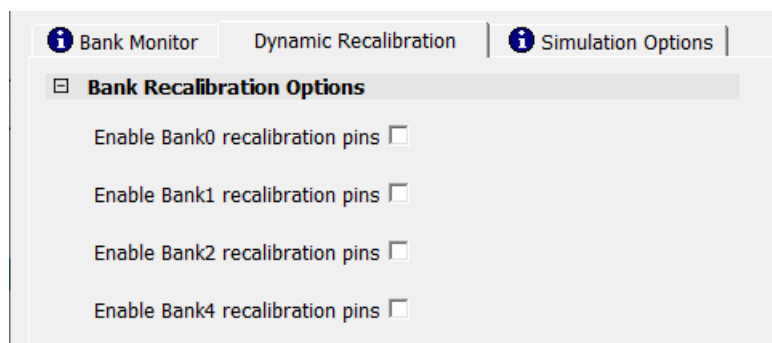 Bank Monitor Dynamic Recalibration Simulation Options
Bank Recalibration Options
Enable Bank0 recalibration pins
Enable Bank1 recalibration pins
Enable Bank2 recalibration pins
Enable Bank4 recalibration pins